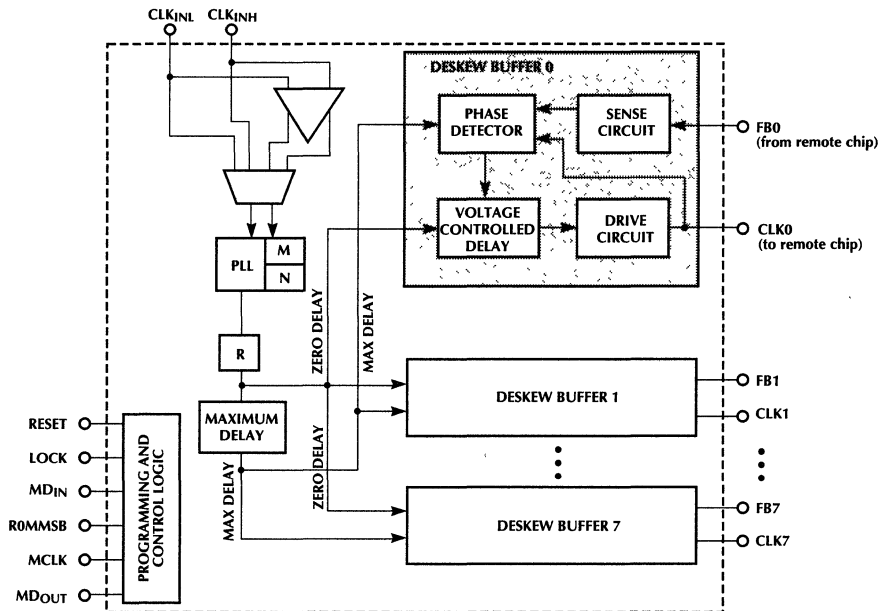 CLKINL
CLKINH
DESKEW BUFFER 0
PHASE
DETECTOR
SENSE
CIRCUIT
FB0
(from remote chip)
VOLTAGE
CONTROLLED
DELAY
DRIVE
CIRCUIT
CLK0
(to remote chip)
PLL
M
N
ZERO DELAY
MAX DELAY
R
MAXIMUM
DELAY
DESKEW BUFFER 1
FB1
CLK1
RESET
LOCK
MDIN
R0MMSB
MCLK
MDOUT
PROGRAMMING AND
CONTROL LOGIC
MAX DELAY
ZERO DELAY
DESKEW BUFFER 7
FB7
CLK7